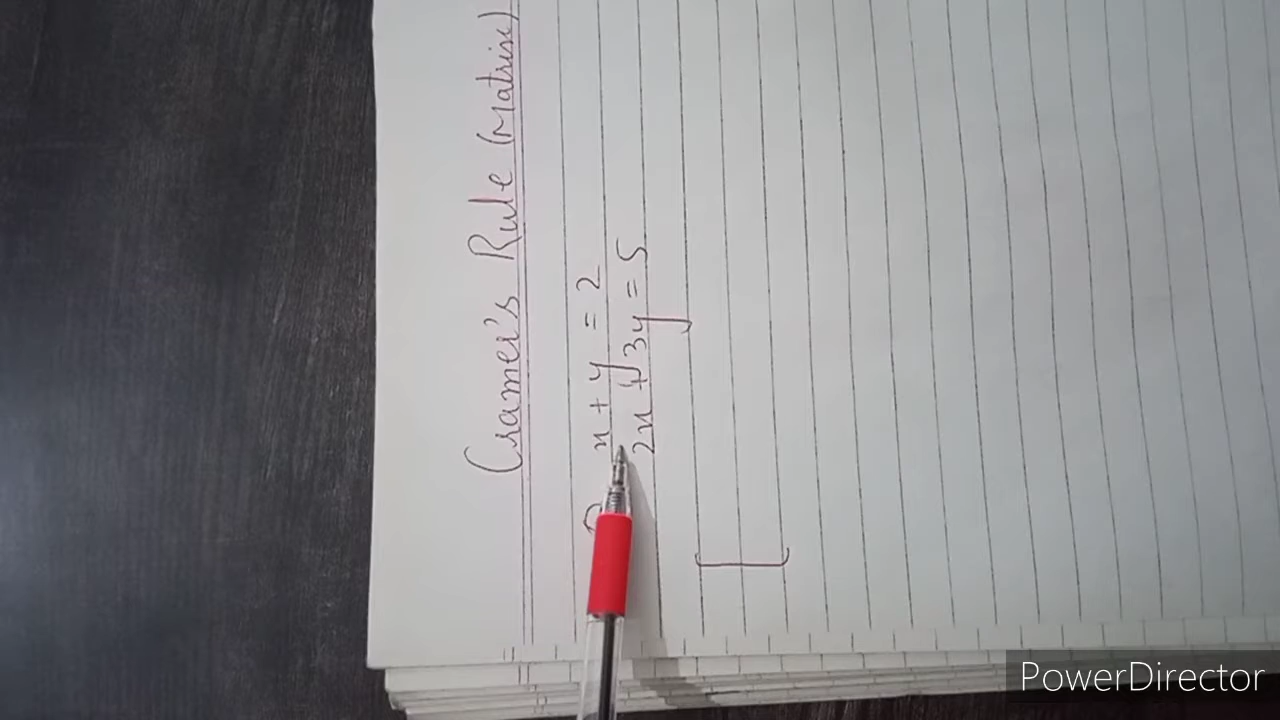 Cramer's Rule (Matrix)
x + y = 2
2x + 3y = 5
[
PowerDirector